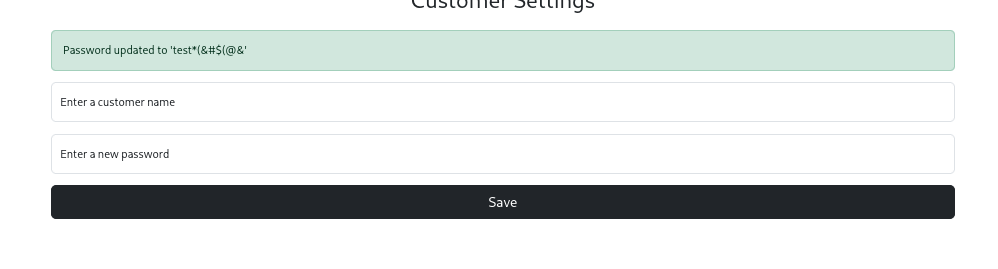 Customer Settings
Password updated to 'test*(&#$(@&'
Enter a customer name
Enter a new password
Save